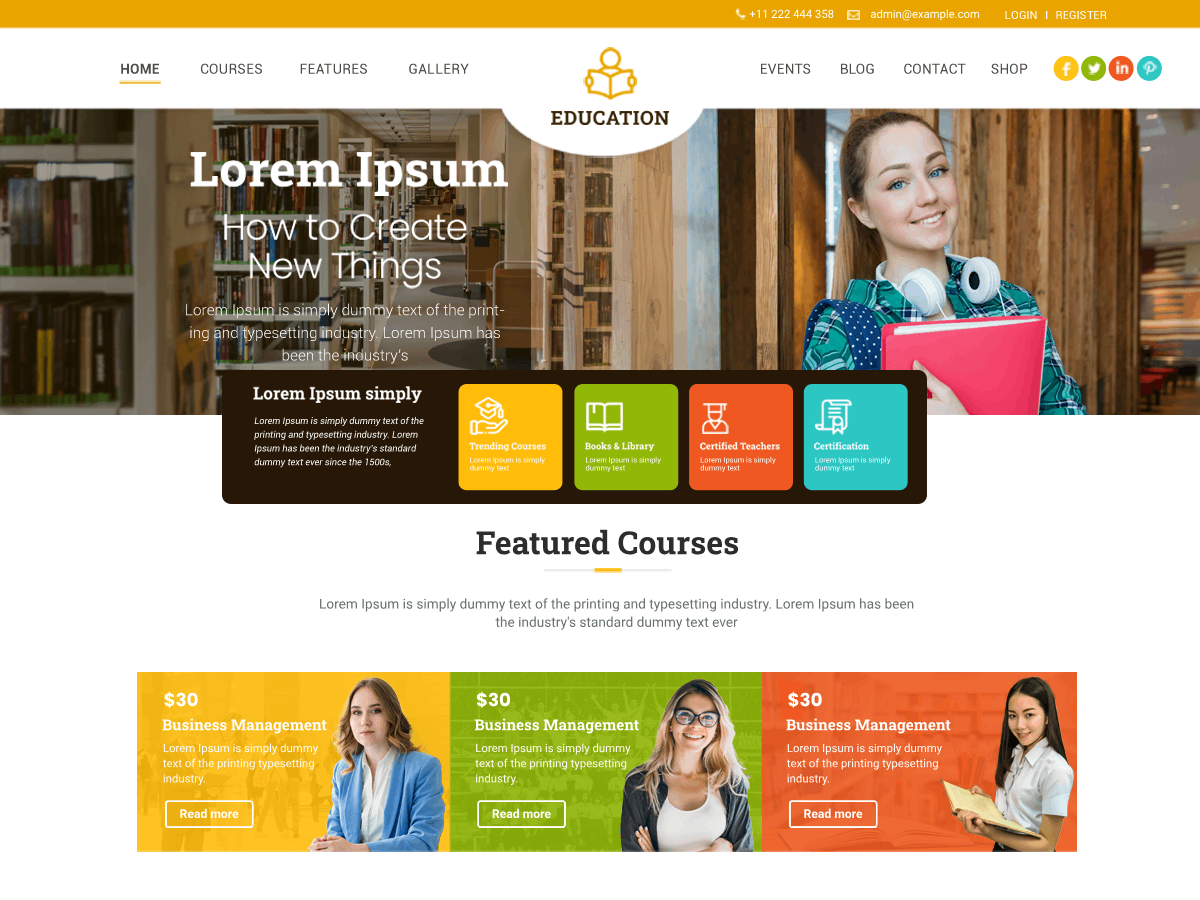 +11 222 444 358 admin@example.com LOGIN I REGISTER
HOME COURSES FEATURES GALLERY EVENTS BLOG CONTACT SHOP
EDUCATION
Lorem Ipsum
How to Create
New Things
Lorem Ipsum is simply dummy text of the print-
ing and typesetting industry. Lorem Ipsum has
been the industry's
Lorem Ipsum simply
Lorem Ipsum is simply dummy text of the
printing and typesetting industry. Lorem
Ipsum has been the industry's standard
dummy text ever since the 1500s,
Trending Courses
Lorem Ipsum is simply
dummy text
Books & Library
Lorem Ipsum is simply
dummy text
Certified Teachers
Lorem Ipsum is simply
dummy text
Certification
Lorem Ipsum is simply
dummy text
Featured Courses
Lorem Ipsum is simply dummy text of the printing and typesetting industry. Lorem Ipsum has been
the industry's standard dummy text ever
$30
Business Management
Lorem Ipsum is simply dummy
text of the printing typesetting
industry.
Read more
$30
Business Management
Lorem Ipsum is simply dummy
text of the printing typesetting
industry.
Read more
$30
Business Management
Lorem Ipsum is simply dummy
text of the printing typesetting
industry.
Read more